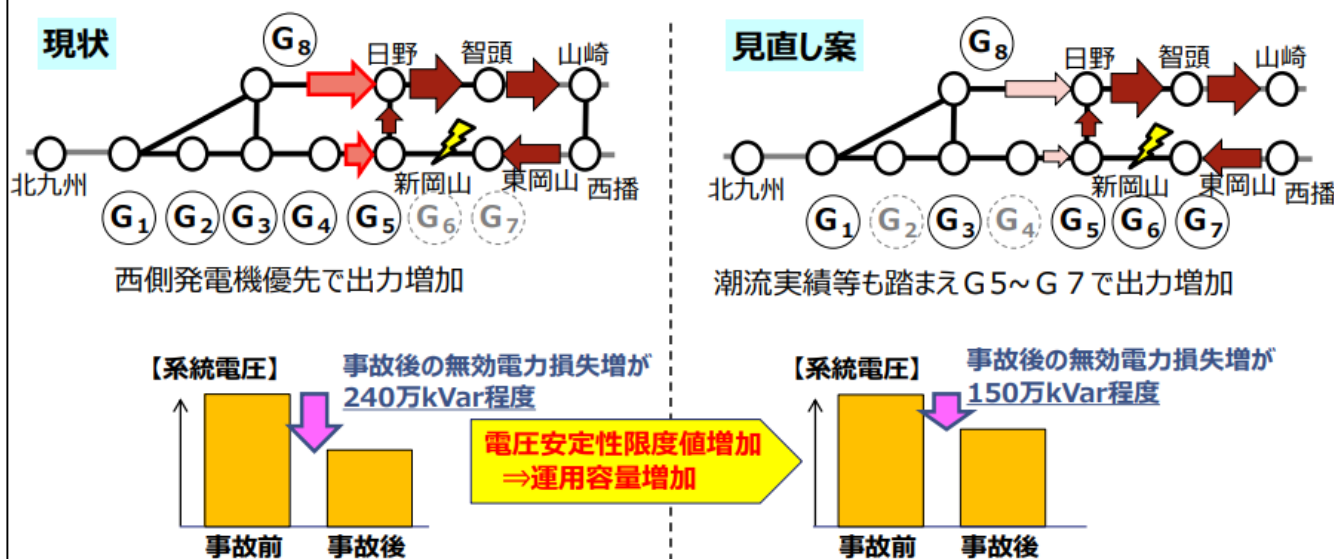 現状
G8
日野
智頭
山崎
北九州
新岡山
東岡山
西播
G1
G2
G3
G4
G5
G6
G7
西側発電機優先で出力増加
【系統電圧】
事故後の無効電力損失増が
240万kVar程度
事故前
事故後
電圧安定性限度値増加
⇒運用容量増加
見直し案
G8
日野
智頭
山崎
北九州
新岡山
東岡山
西播
G1
G2
G3
G4
G5
G6
G7
潮流実績等も踏まえG5~G7で出力増加
【系統電圧】
事故後の無効電力損失増が
150万kVar程度
事故前
事故後